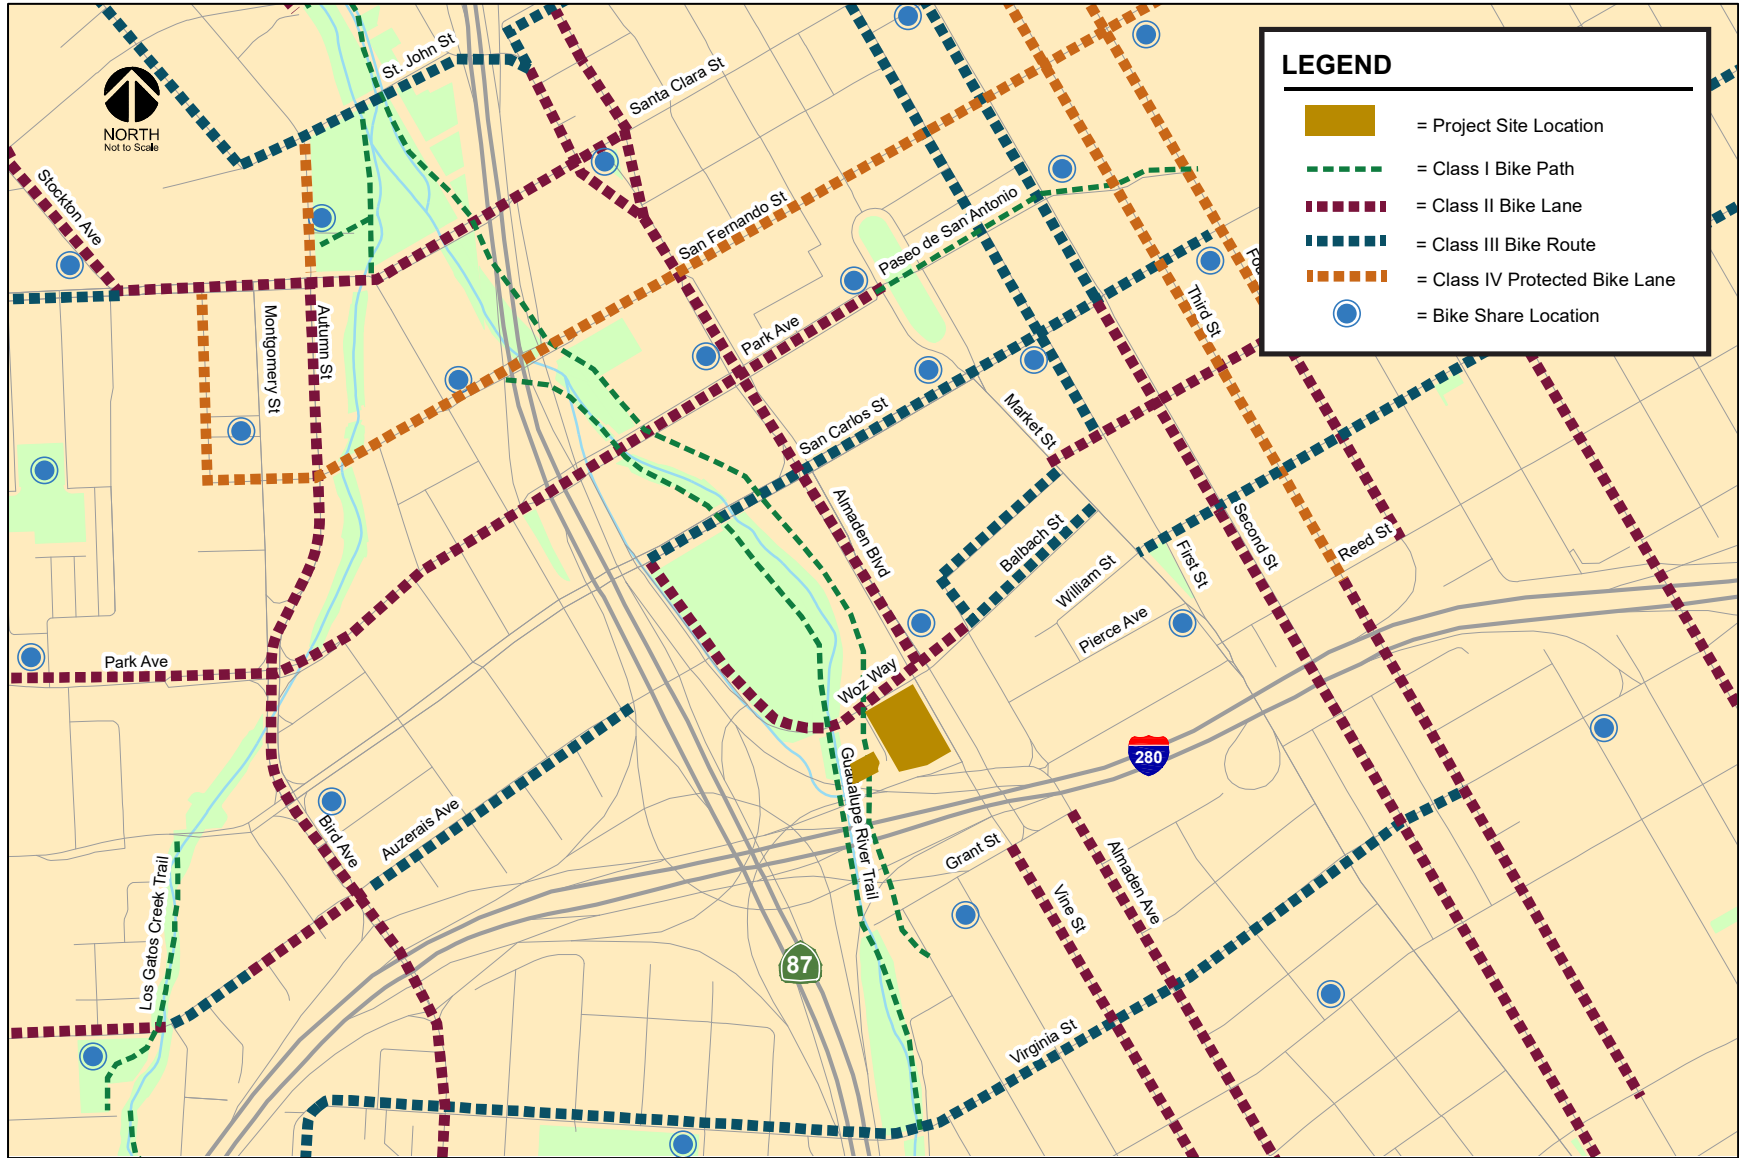 LEGEND
= Project Site Location
= Class I Bike Path
= Class II Bike Lane
= Class III Bike Route
= Class IV Protected Bike Lane
= Bike Share Location
NORTH
Not to Scale
St. John St
Santa Clara St
Stockton Ave
San Fernando St
Paseo de San Antonio
Montgomery St
Autumn St
Park Ave
Third St
Fou
San Carlos St
Market St
Almaden Blvd
Balbach St
William St
First St
Second St
Reed St
Pierce Ave
Park Ave
Woz Way
280
Guadalupe River Trail
Bird Ave
Auzerais Ave
Grant St
Almaden Ave
Vine St
Los Gatos Creek Trail
87
Virginia St